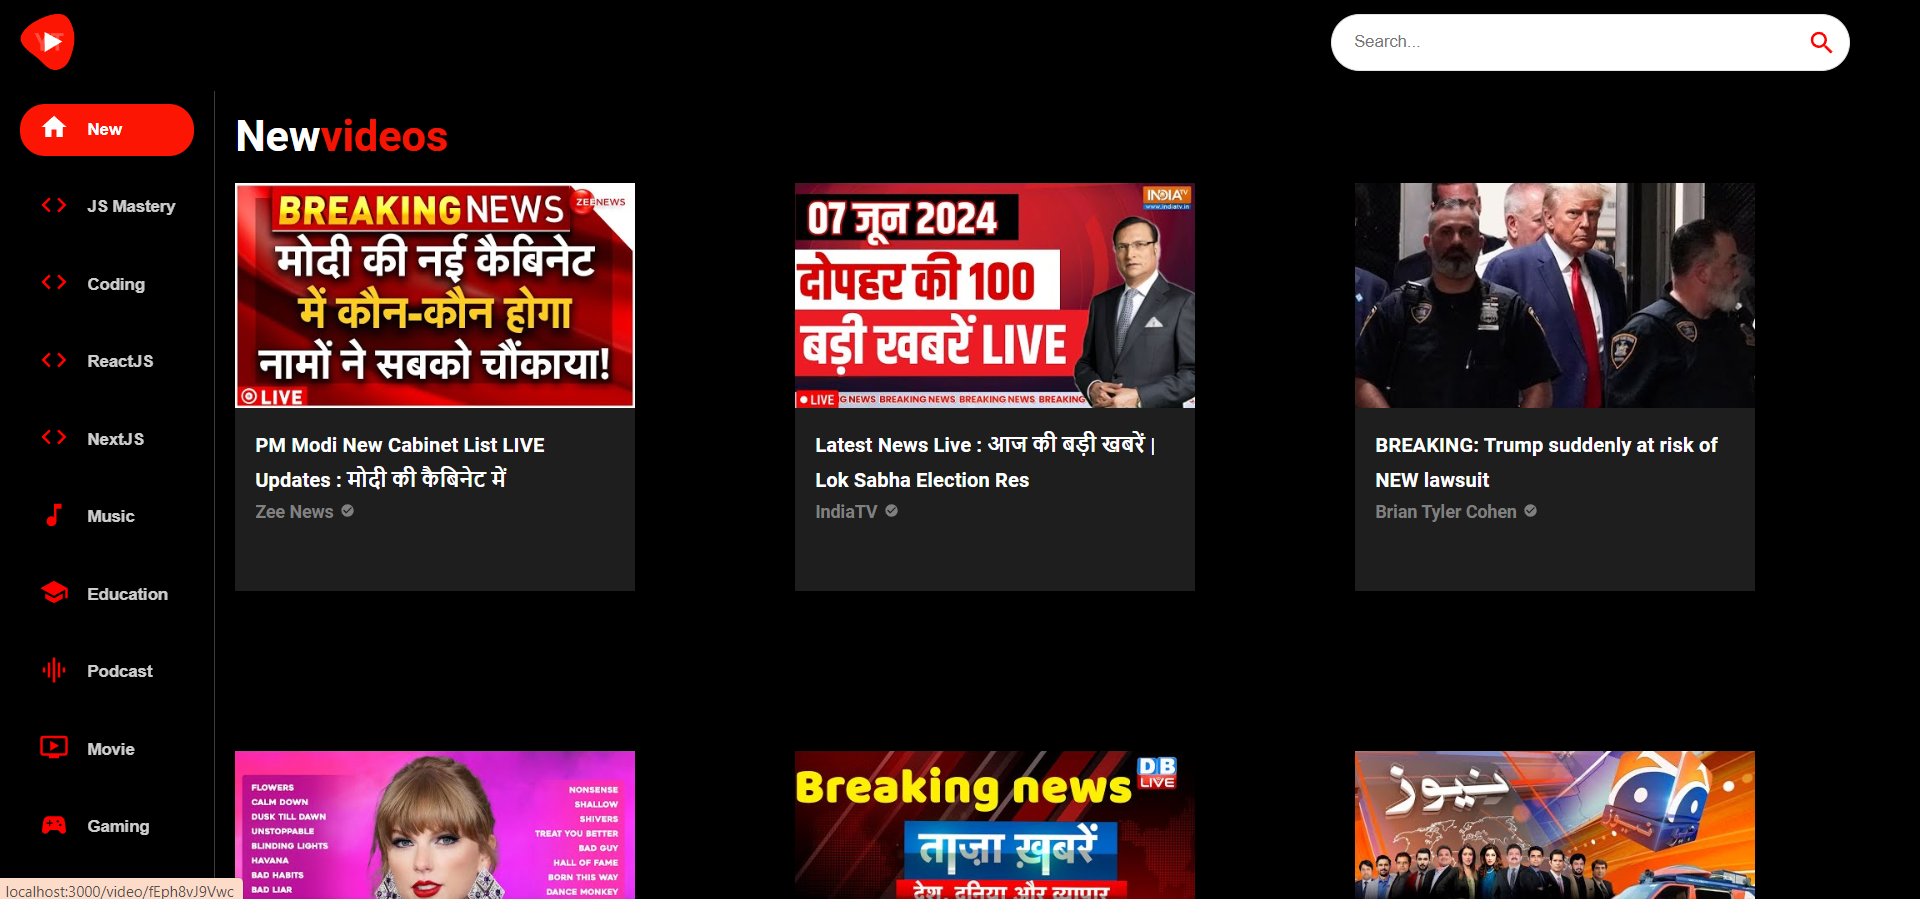 Search...
New
JS Mastery
Coding
ReactJS
NextJS
Music
Education
Podcast
Movie
Gaming
Newvideos
BREAKING NEWS
ZEE NEWS
मोदी की नई कैबिनेट
में कौन-कौन होगा
नामों ने सबको चौंकाया!
LIVE
PM Modi New Cabinet List LIVE
Updates : मोदी की कैबिनेट में
Zee News
INDIA TV
www.indiatv.in
07 जून 2024
दोपहर की 100
बड़ी खबरें LIVE
LIVE G NEWS BREAKING NEWS BREAKING NEWS BREAKING
Latest News Live : आज की बड़ी खबरें |
Lok Sabha Election Res
IndiaTV
BREAKING: Trump suddenly at risk of
NEW lawsuit
Brian Tyler Cohen
FLOWERS
CALM DOWN
DUSK TILL DAWN
UNSTOPPABLE
BLINDING LIGHTS
HAVANA
BAD HABITS
BAD LIAR
NONSENSE
SHALLOW
SHIVERS
TREAT YOU BETTER
BAD GUY
HALL OF FAME
BORN THIS WAY
DANCE MONKEY
Breaking news
DB
LIVE
ताज़ा ख़बरें
देश, दुनिया और व्यापार
نیوز
localhost:3000/video/fEph8vJ9Vwc